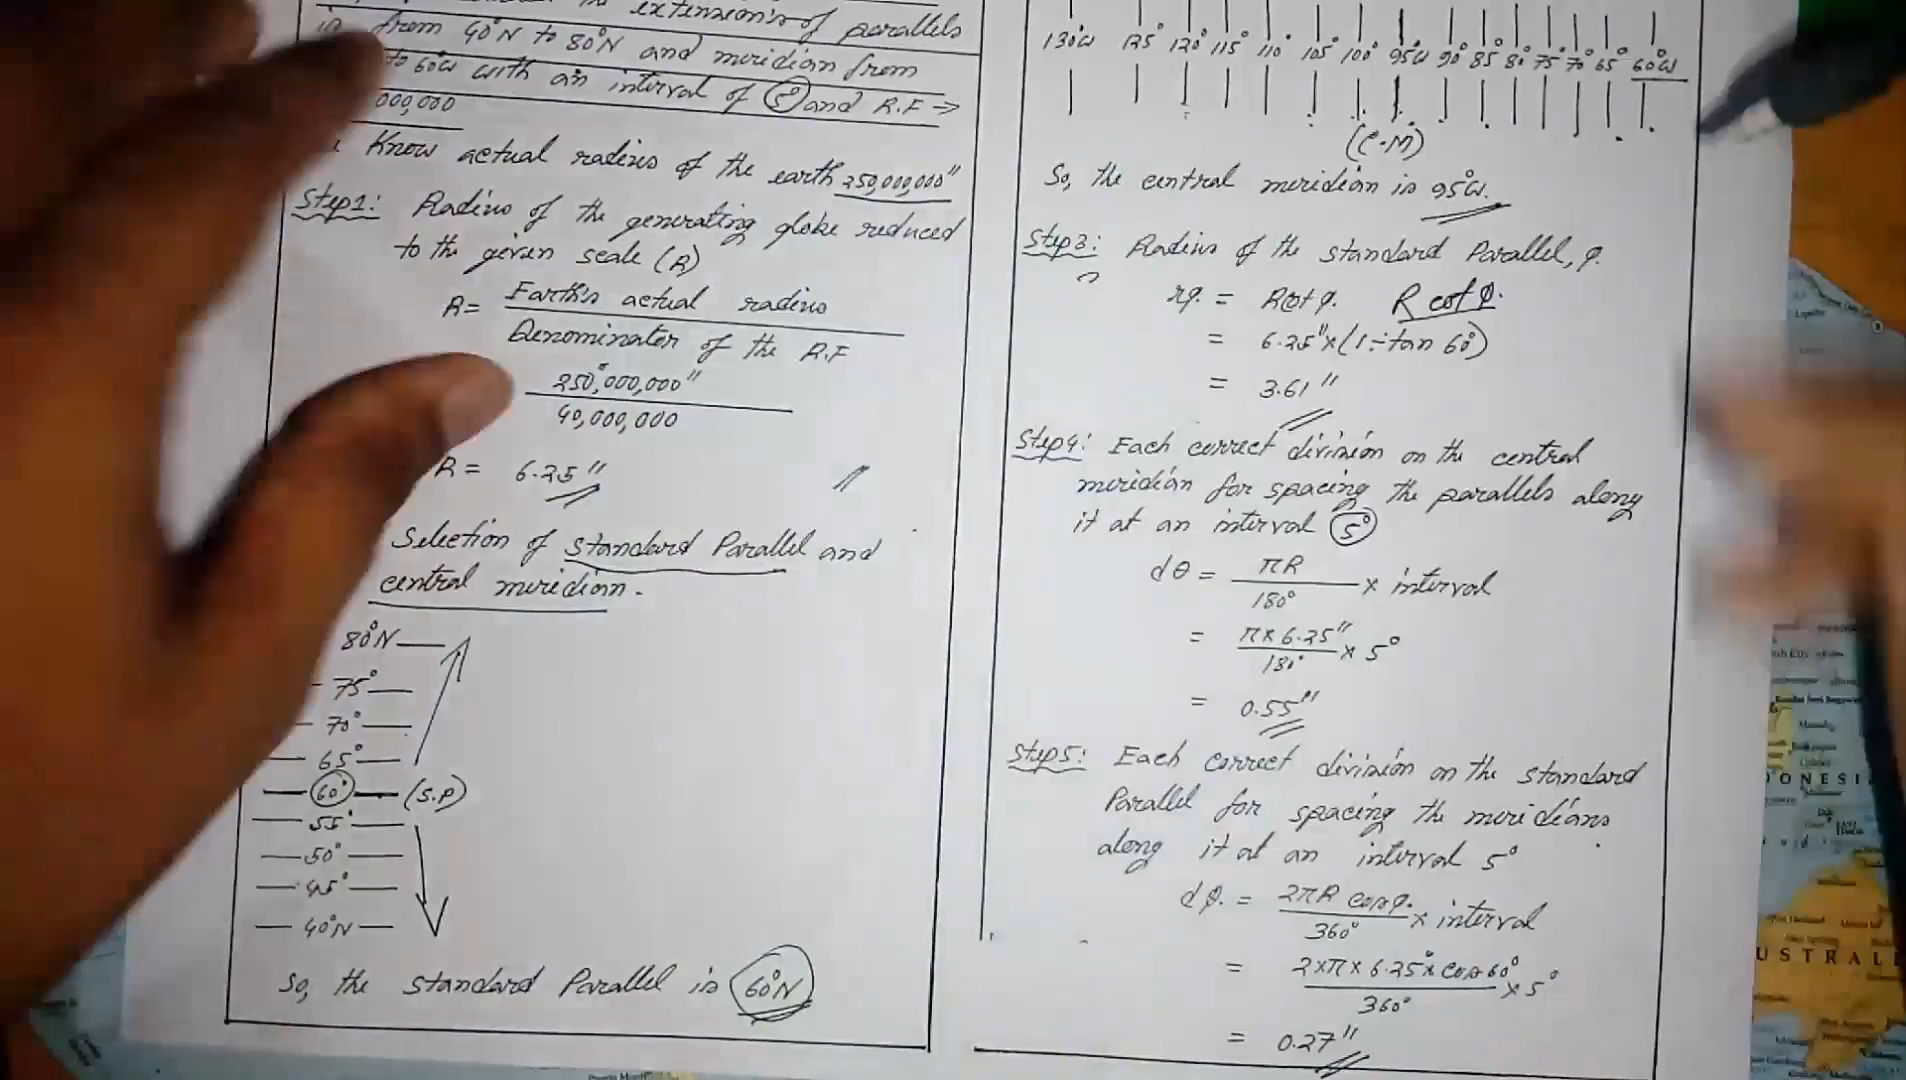 extension's of parallels
from 40°N to 80°N and meridian from
to 60°W with an interval of 5° and R.F ⇒
000,000
Know actual radius of the earth 250,000,000"
Step1: Radius of the generating globe reduced
to the given scale (R)
R = Earth's actual radius
Denominator of the R.F
250,000,000"
40,000,000
R = 6.25"
Selection of standard Parallel and
central meridian.
80°N
75°
70°
65°
60° (S.P)
55°
50°
45°
40°N
So, the standard Parallel is 60°N
130°W 125° 120° 115° 110° 105° 100° 95°W 90° 85° 80° 75° 70° 65° 60°W
(C.M)
So, the central meridian is 95°W.
Step3: Radius of the standard Parallel, φ.
rφ. = Rcotφ. R cot φ.
= 6.25"×(1÷tan 60°)
= 3.61"
Step4: Each correct division on the central
meridian for spacing the parallels along
it at an interval 5°
dθ = πR
180° × interval
= π×6.25"
180° × 5°
= 0.55"
Step5: Each correct division on the standard
Parallel for spacing the meridians
along it at an interval 5°
dφ. = 2πR cosφ.
360° × interval
= 2×π×6.25"×cos60°
360° ×5°
= 0.27"
AUSTRAL